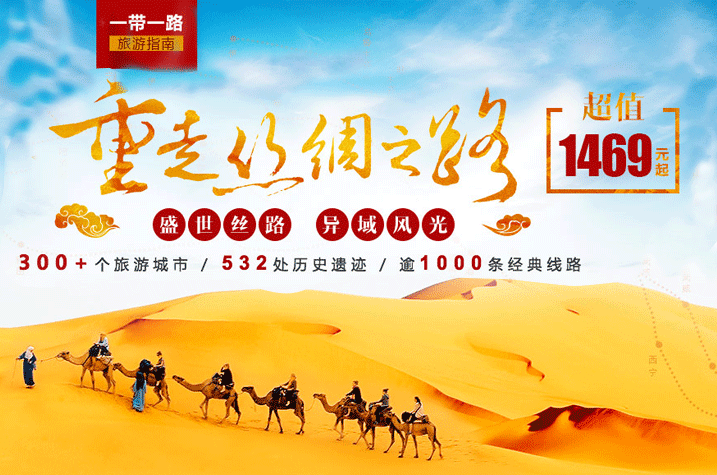 一带一路
旅游指南
重走丝绸之路
超值
1469元起
盛世丝路 异域风光
300+个旅游城市 / 532处历史遗迹 / 逾1000条经典线路
西宁